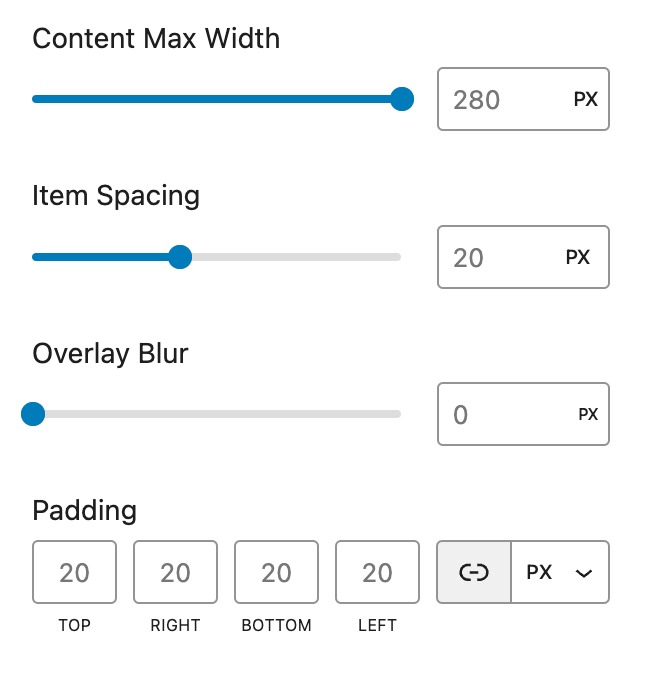 Content Max Width
280 PX
Item Spacing
20 PX
Overlay Blur
0 PX
Padding
20 20 20 20 PX
TOP RIGHT BOTTOM LEFT